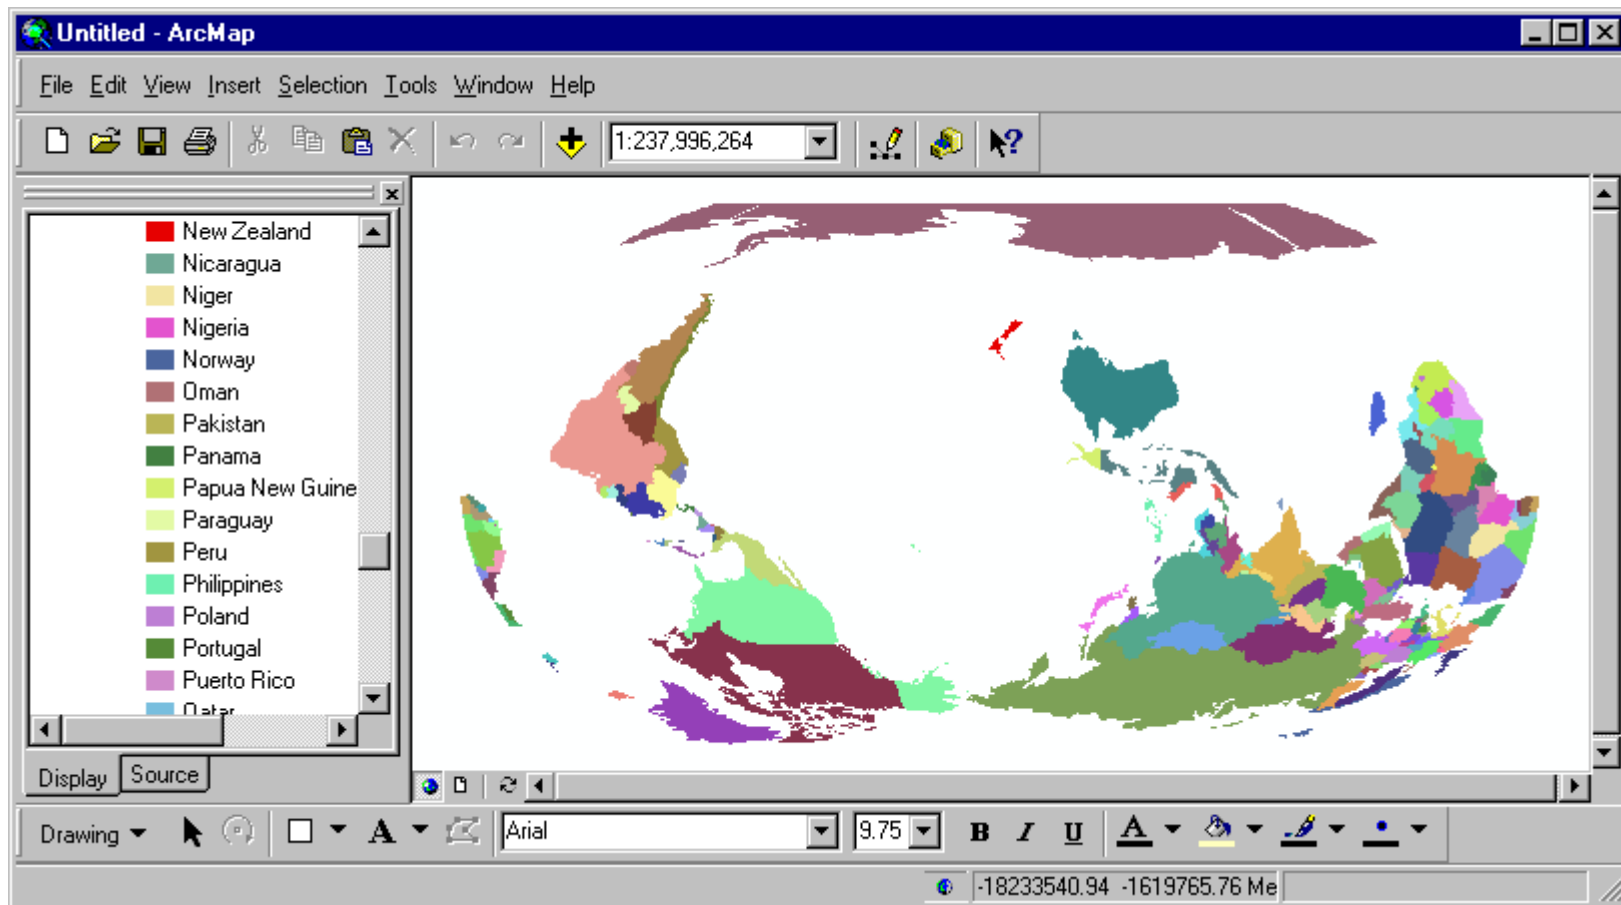 Untitled - ArcMap
File Edit View Insert Selection Tools Window Help
1:237,996,264
New Zealand
Nicaragua
Niger
Nigeria
Norway
Oman
Pakistan
Panama
Papua New Guine
Paraguay
Peru
Philippines
Poland
Portugal
Puerto Rico
Qatar
Display Source
Drawing A Arial 9.75 B I U A
-18233540.94 -1619765.76 Me